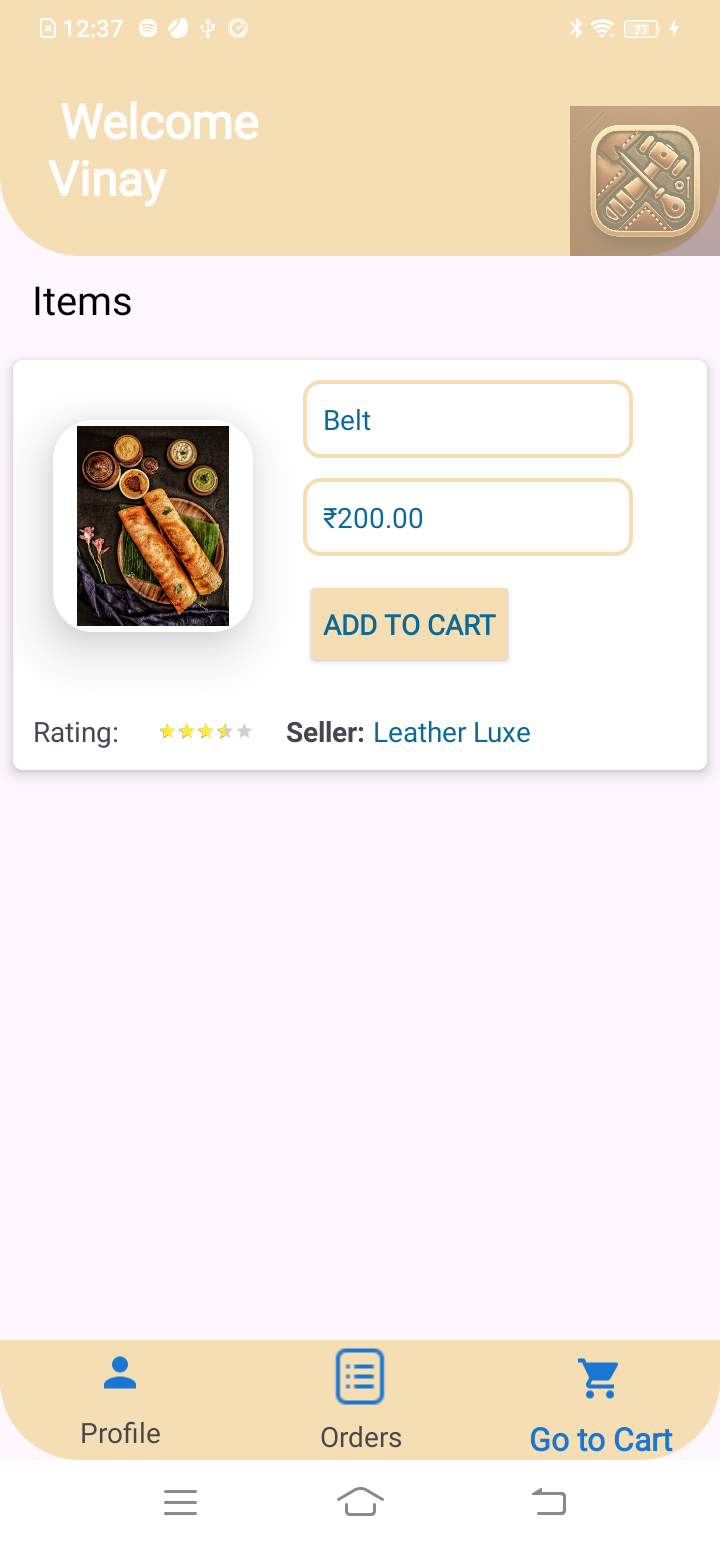 12:37
77
Welcome
Vinay
Items
Belt
₹200.00
ADD TO CART
Rating:
Seller: Leather Luxe
Profile
Orders
Go to Cart